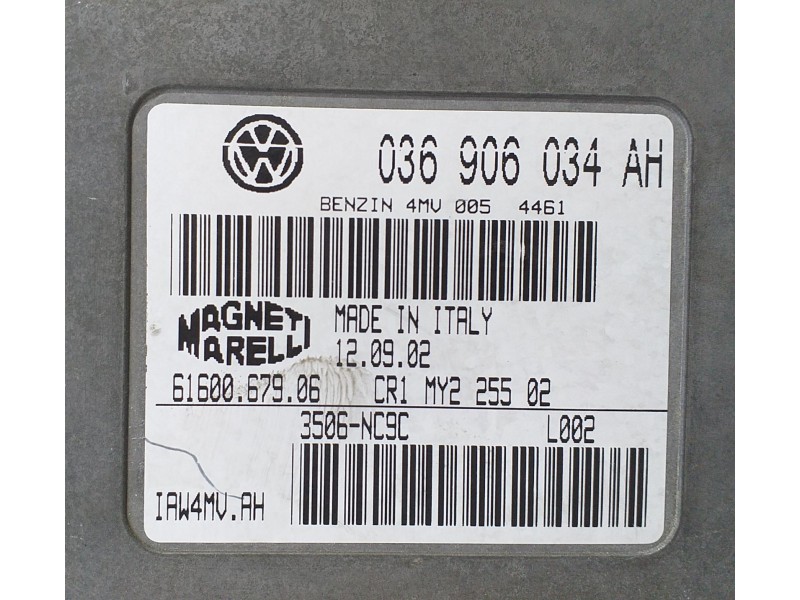 036 906 034 AH
BENZIN 4MV 005 4461
MAGNETI
MARELLI
MADE IN ITALY
12.09.02
61600.679.06 CR1 MY2 255 02
3506-NC9C L002
IAW4MV.AH